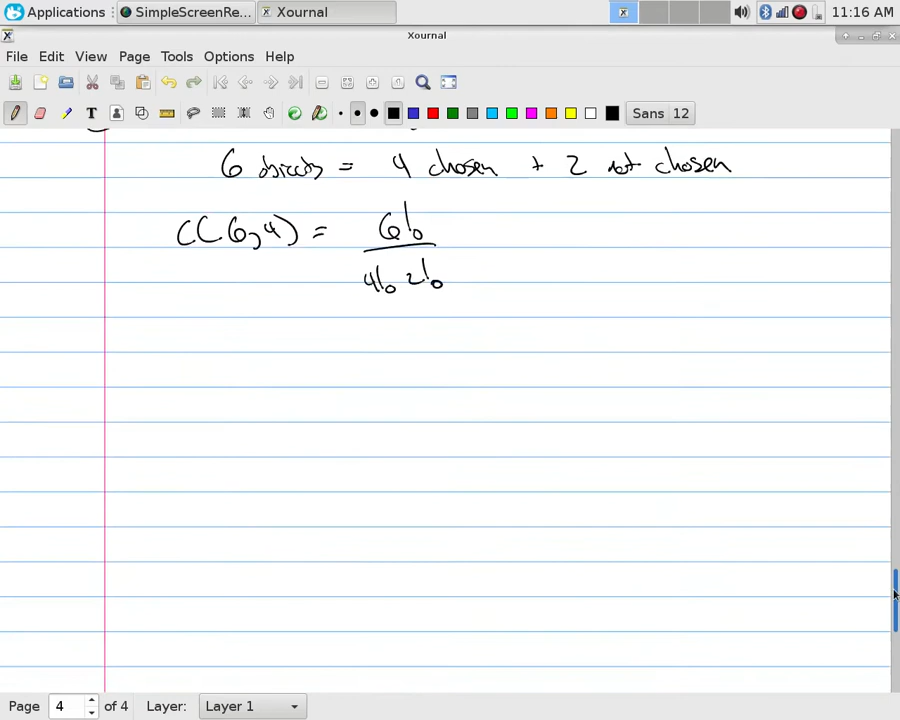 Applications SimpleScreenRe... Xournal 11:16 AM
Xournal
File Edit View Page Tools Options Help
T Sans 12
6 objects = 4 chosen + 2 not chosen
C(6,4) = 6!
4! 2!
Page 4 of 4 Layer: Layer 1